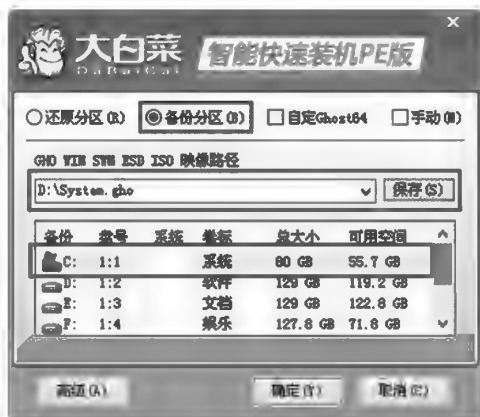 ×
大白菜 智能快速装机PE版
DaBaiCai
还原分区(R) 备份分区(B) 自定Ghost64 手动(M)
GHO WIM SWM ESD ISO 映像路径
D:\System.gho 保存(S)
备份 盘号 系统 卷标 总大小 可用空间
C: 1:1 系统 80 GB 55.7 GB
D: 1:2 软件 129 GB 119.2 GB
E: 1:3 文档 129 GB 122.8 GB
F: 1:4 娱乐 127.8 GB 71.8 GB
高级(A) 确定(Y) 取消(C)